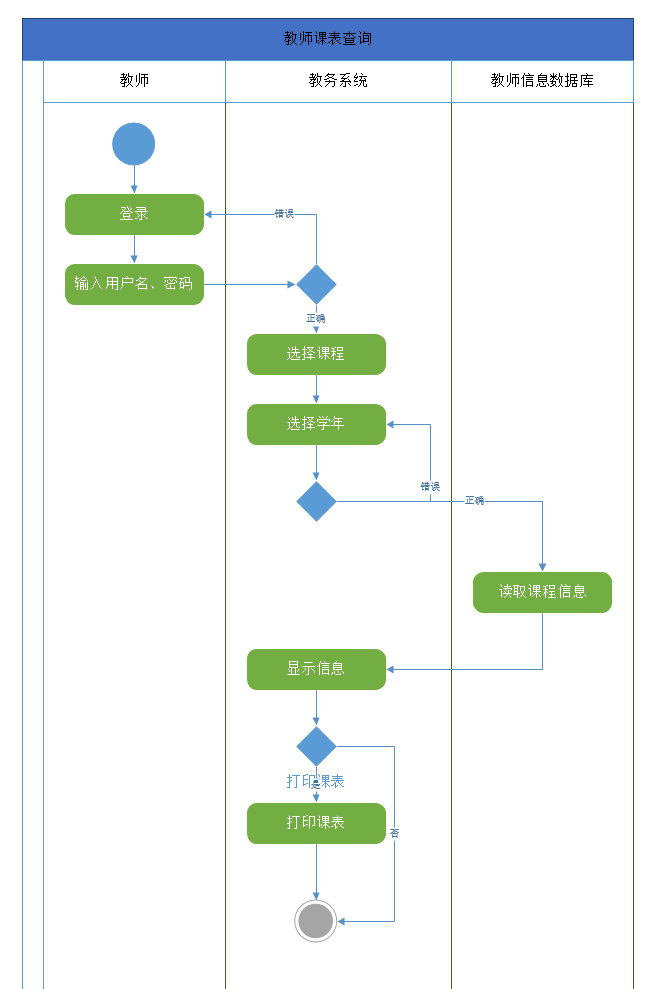 教师课表查询
教师
教务系统
教师信息数据库
登录
错误
输入用户名、密码
正确
选择课程
选择学年
错误
正确
读取课程信息
显示信息
打印课表
是
打印课表
否